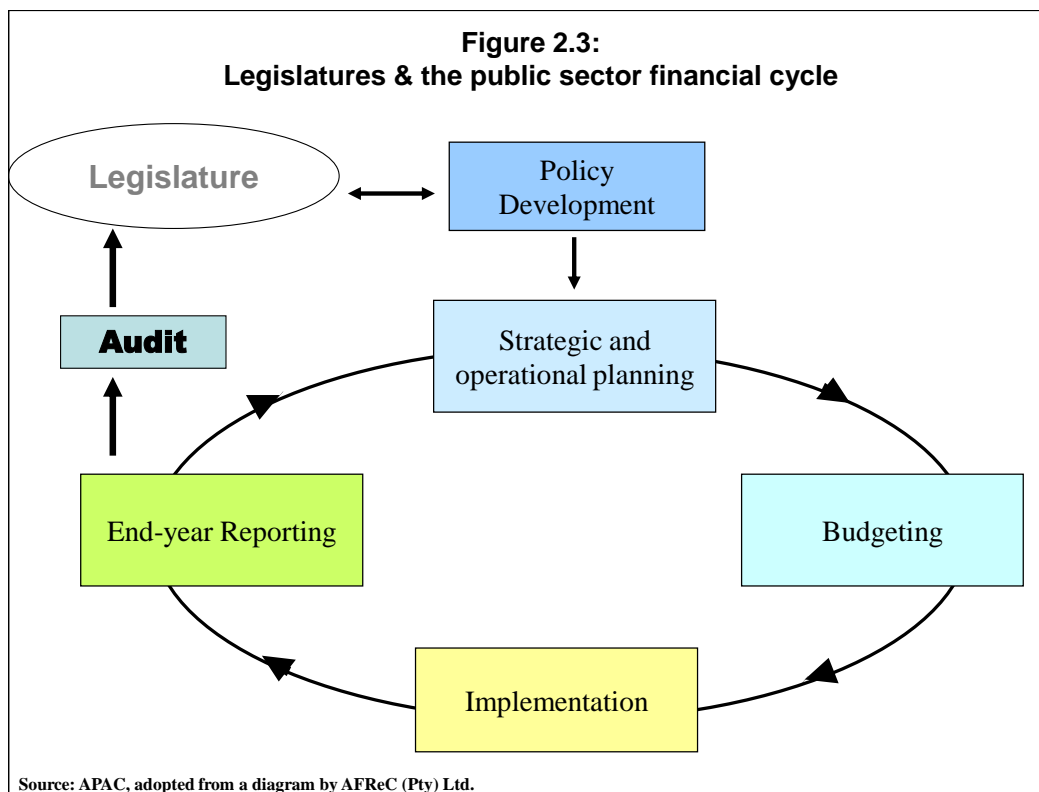 Figure 2.3:
Legislatures & the public sector financial cycle
Legislature
Policy
Development
Audit
Strategic and
operational planning
End-year Reporting
Budgeting
Implementation
Source: APAC, adopted from a diagram by AFReC (Pty) Ltd.